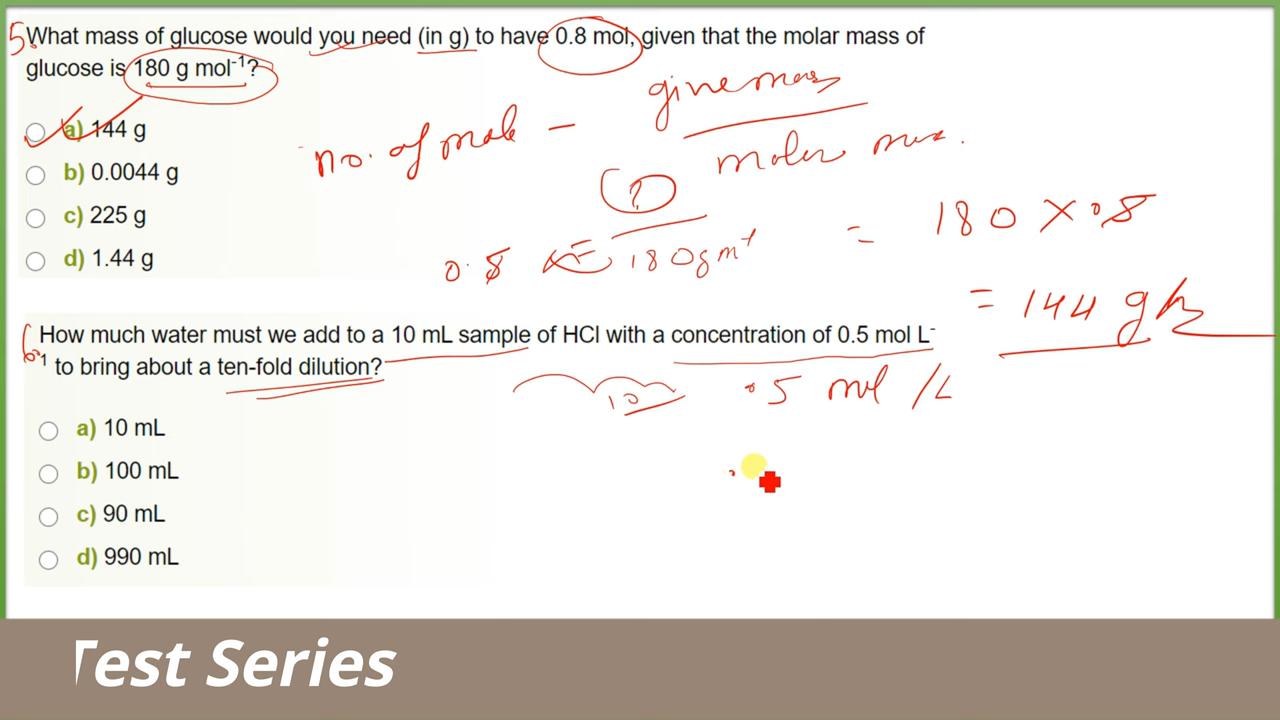 5. What mass of glucose would you need (in g) to have 0.8 mol, given that the molar mass of
glucose is 180 g mol⁻¹?
a) 144 g
b) 0.0044 g
c) 225 g
d) 1.44 g
no. of mole = give mass
molar mass.
?
0.8 = 180 g m⁻¹
= 180 × .8
= 144 g
6. How much water must we add to a 10 mL sample of HCl with a concentration of 0.5 mol L⁻
¹ to bring about a ten-fold dilution?
10
.5 mol /L
a) 10 mL
b) 100 mL
c) 90 mL
d) 990 mL
Test Series